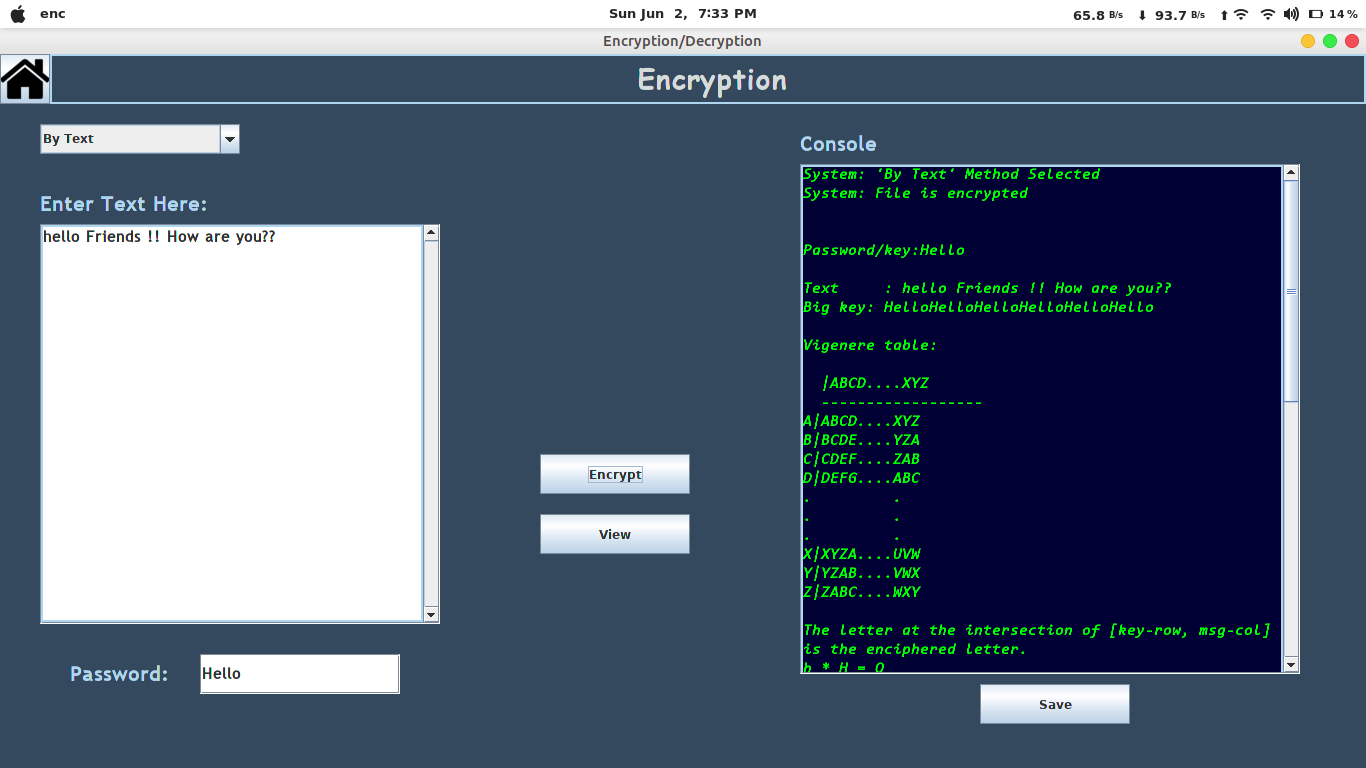 enc
Sun Jun 2, 7:33 PM
65.8 B/s ⬇ 93.7 B/s ⬆ 14 %
Encryption/Decryption
Encryption
By Text
Enter Text Here:
hello Friends !! How are you??
Password:
Hello
Encrypt
View
Console
System: 'By Text' Method Selected
System: File is encrypted
Password/key:Hello
Text     : hello Friends !! How are you??
Big key: HelloHelloHelloHelloHelloHello
Vigenere table:
  |ABCD....XYZ
  ------------------
A|ABCD....XYZ
B|BCDE....YZA
C|CDEF....ZAB
D|DEFG....ABC
.         .
.         .
.         .
X|XYZA....UVW
Y|YZAB....VWX
Z|ZABC....WXY
The letter at the intersection of [key-row, msg-col]
is the enciphered letter.
h * H = O
Save